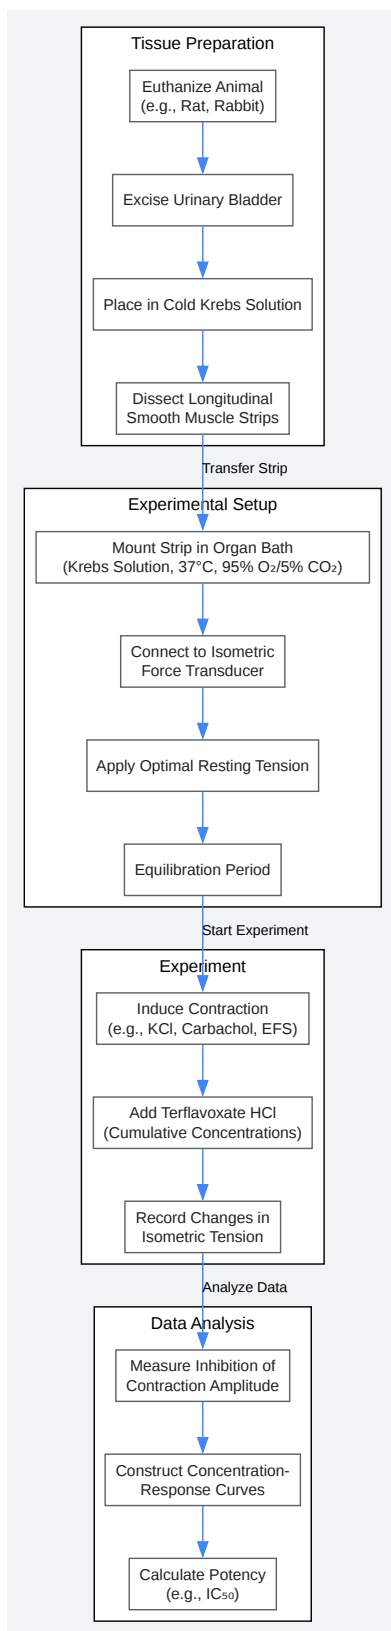 Tissue Preparation
Euthanize Animal
(e.g., Rat, Rabbit)
Excise Urinary Bladder
Place in Cold Krebs Solution
Dissect Longitudinal
Smooth Muscle Strips
Transfer Strip
Experimental Setup
Mount Strip in Organ Bath
(Krebs Solution, 37°C, 95% O₂/5% CO₂)
Connect to Isometric
Force Transducer
Apply Optimal Resting Tension
Equilibration Period
Start Experiment
Experiment
Induce Contraction
(e.g., KCl, Carbachol, EFS)
Add Terflavoxate HCl
(Cumulative Concentrations)
Record Changes in
Isometric Tension
Analyze Data
Data Analysis
Measure Inhibition of
Contraction Amplitude
Construct Concentration-
Response Curves
Calculate Potency
(e.g., IC₅₀)